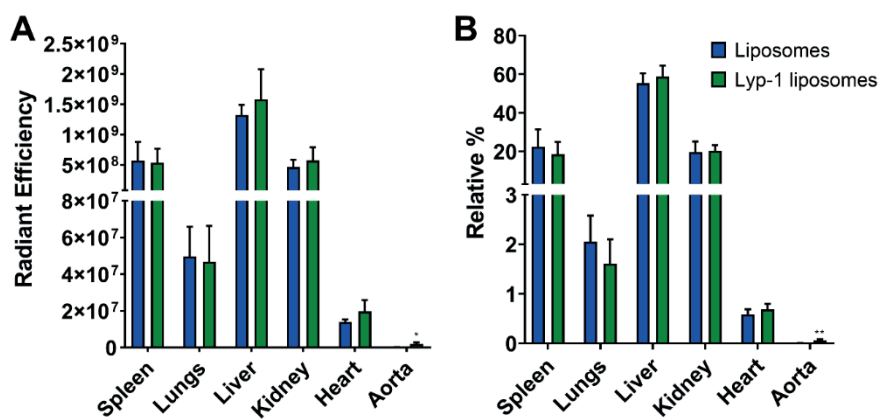 A
Radiant Efficiency
2.5×10⁹
2×10⁹
1.5×10⁹
1×10⁹
5×10⁸
8×10⁷
6×10⁷
4×10⁷
2×10⁷
0
Spleen
Lungs
Liver
Kidney
Heart
Aorta
*
B
Relative %
80
60
40
20
3
2
1
0
Spleen
Lungs
Liver
Kidney
Heart
Aorta
**
Liposomes
Lyp-1 liposomes